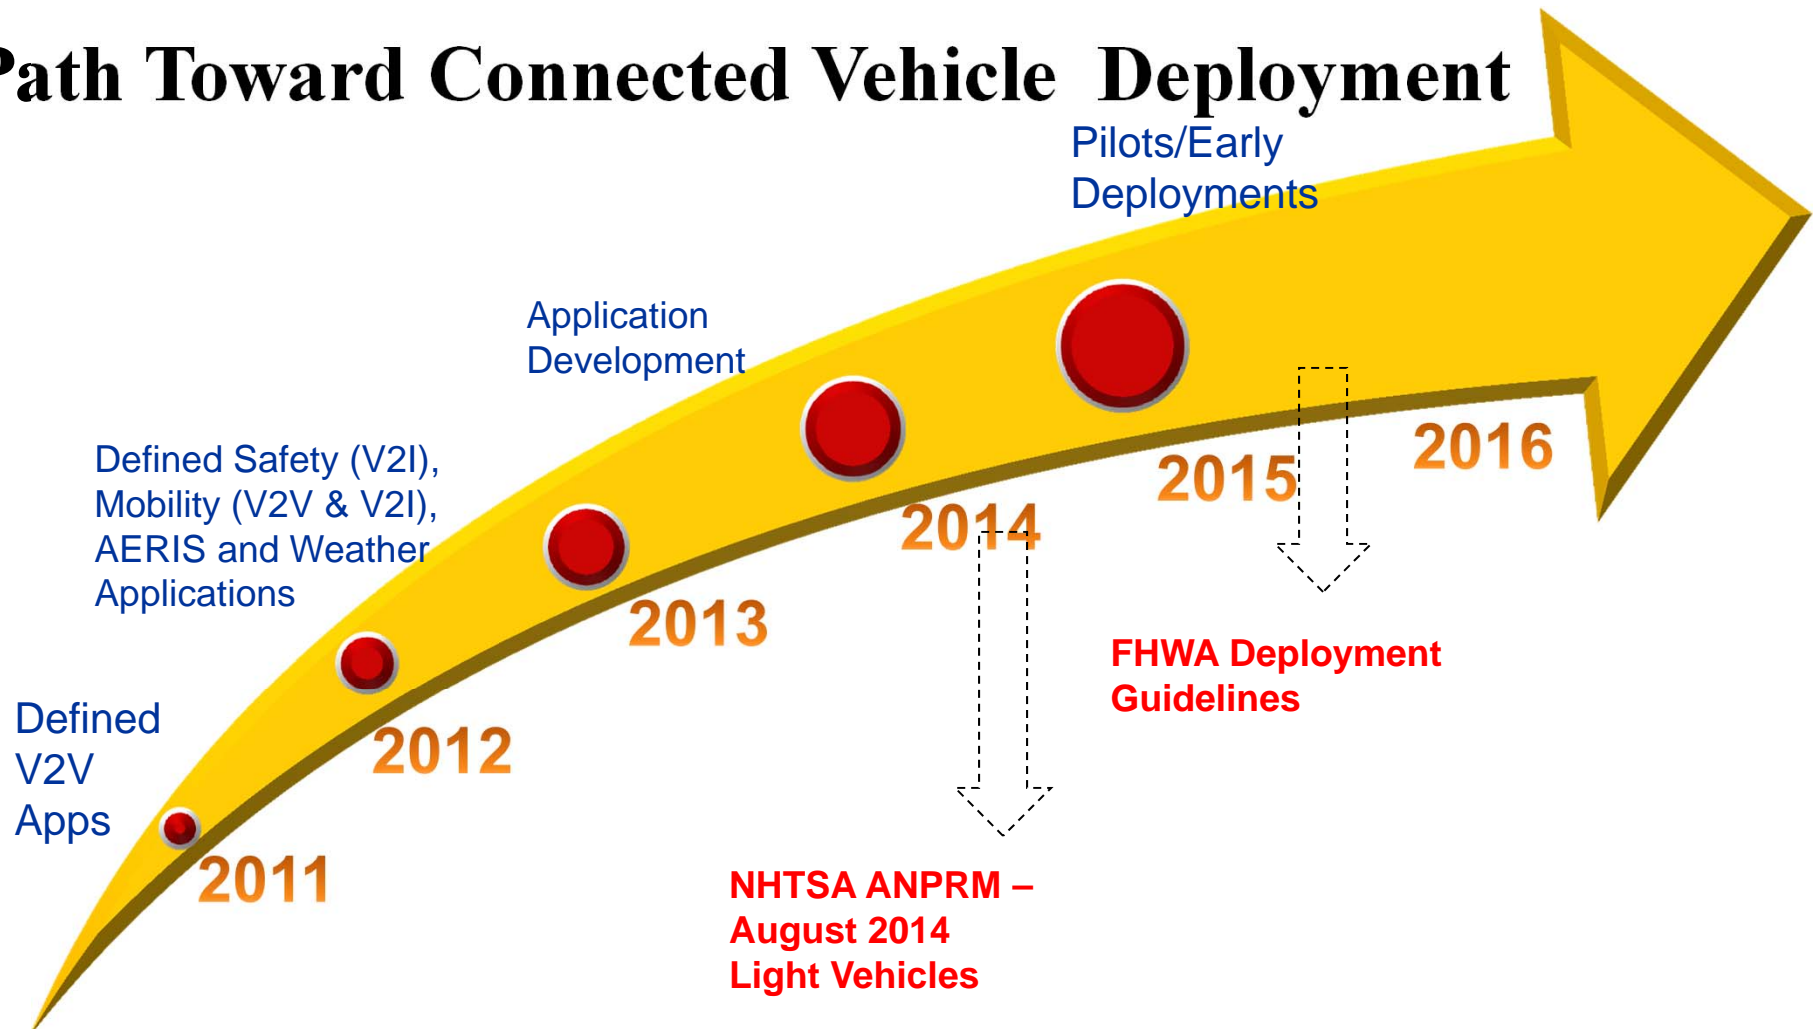 Path Toward Connected Vehicle Deployment
Pilots/Early
Deployments
Application
Development
Defined Safety (V2I),
Mobility (V2V & V2I),
AERIS and Weather
Applications
Defined
V2V
Apps
2011
2012
2013
2014
2015
2016
FHWA Deployment
Guidelines
NHTSA ANPRM –
August 2014
Light Vehicles